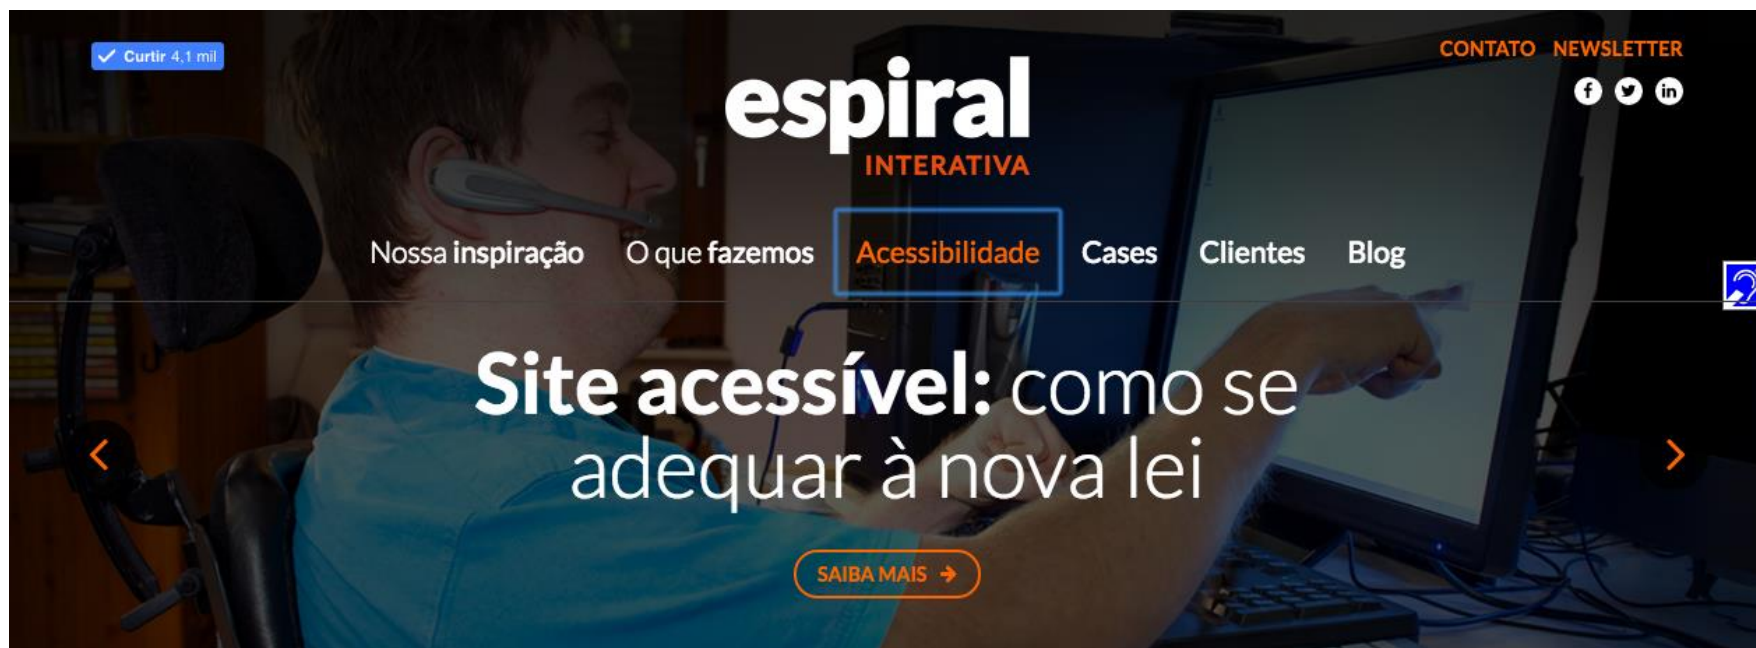 Curtir 4,1 mil
CONTATO NEWSLETTER
espiral
INTERATIVA
Nossa inspiração O que fazemos Acessibilidade Cases Clientes Blog
Site acessível: como se
adequar à nova lei
SAIBA MAIS